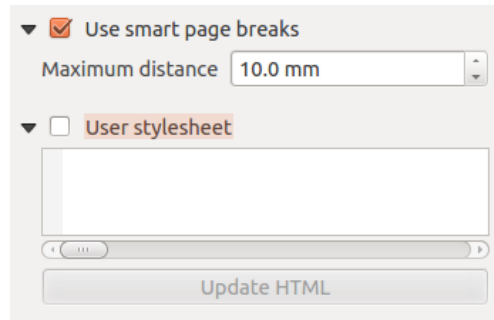 Use smart page breaks
Maximum distance 10.0 mm
User stylesheet
Update HTML